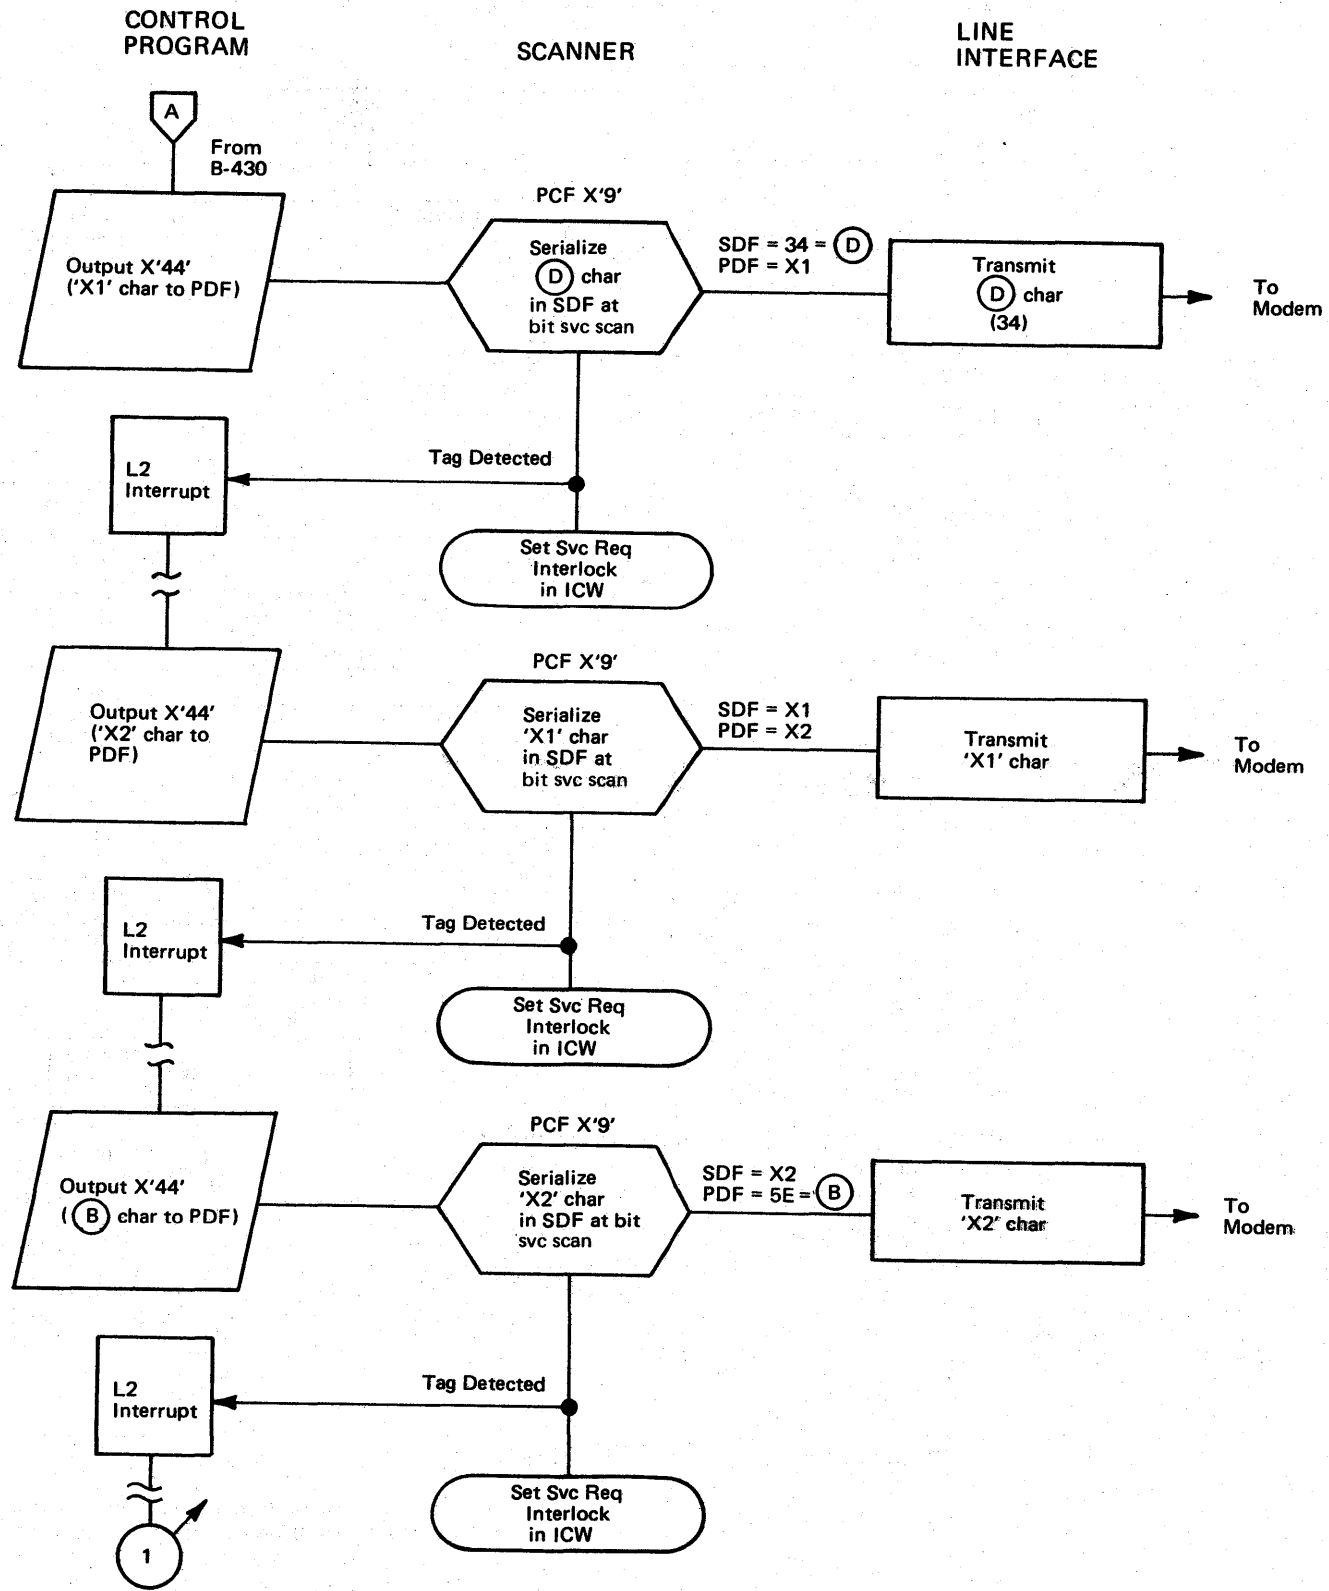 CONTROL
PROGRAM
SCANNER
LINE
INTERFACE
A
From
B-430
Output X'44'
('X1' char to PDF)
PCF X'9'
Serialize
D char
in SDF at
bit svc scan
SDF = 34 = D
PDF = X1
Transmit
D char
(34)
To
Modem
L2
Interrupt
Tag Detected
Set Svc Req
Interlock
in ICW
Output X'44'
('X2' char to
PDF)
PCF X'9'
Serialize
'X1' char
in SDF at
bit svc scan
SDF = X1
PDF = X2
Transmit
'X1' char
To
Modem
L2
Interrupt
Tag Detected
Set Svc Req
Interlock
in ICW
Output X'44'
( B char to PDF)
PCF X'9'
Serialize
'X2' char
in SDF at bit
svc scan
SDF = X2
PDF = 5E = B
Transmit
'X2' char
To
Modem
L2
Interrupt
Tag Detected
Set Svc Req
Interlock
in ICW
1